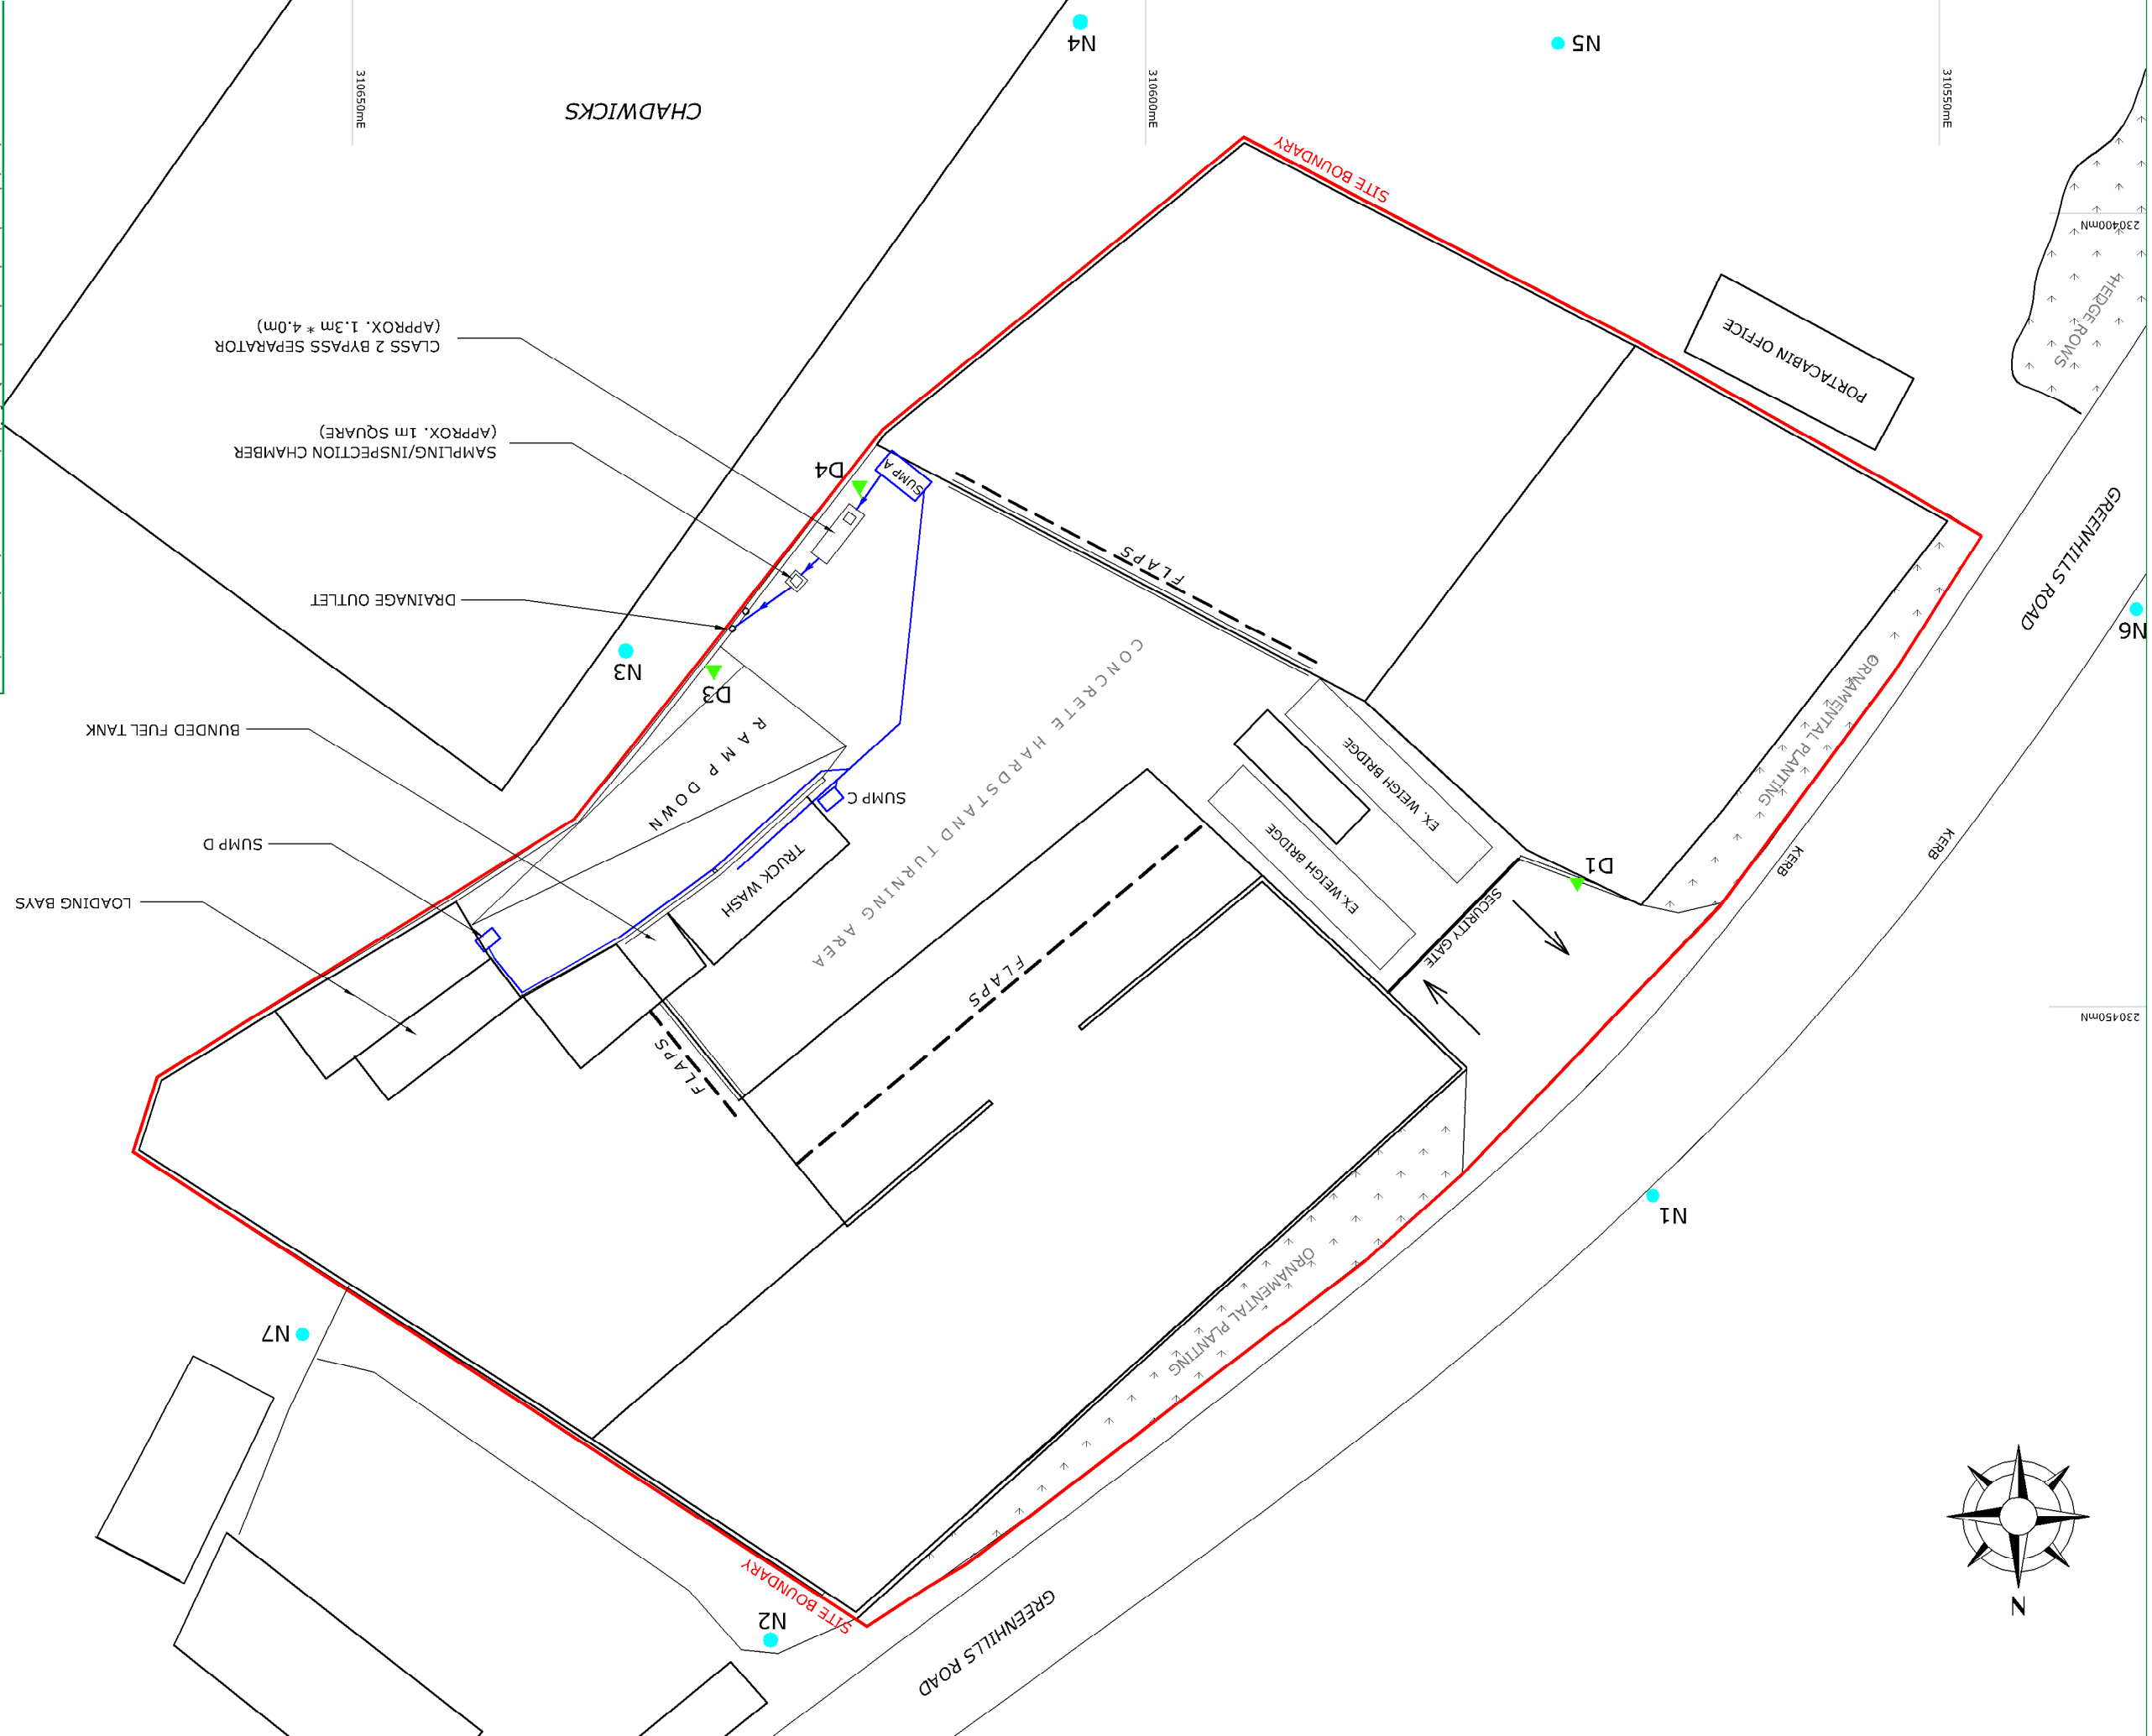 GREENHILLS ROAD
N2
SITE BOUNDARY
N7
ORNAMENTAL PLANTING
N1
FLAPS
FLAPS
LOADING BAYS
SUMP D
BUNDED FUEL TANK
TRUCK WASH
SUMP C
RAMP DOWN
CONCRETE HARDSTAND TURNING AREA
230450mN
SECURITY GATE
EX.WEIGH BRIDGE
EX. WEIGH BRIDGE
D1
KERB
KERB
ORNAMENTAL PLANTING
D3
N3
N6
GREENHILLS ROAD
DRAINAGE OUTLET
FLAPS
SAMPLING/INSPECTION CHAMBER
(APPROX. 1m SQUARE)
D4
SUMP A
CLASS 2 BYPASS SEPARATOR
(APPROX. 1.3m * 4.0m)
PORTACABIN OFFICE
HEDGE ROWS
230400mN
SITE BOUNDARY
CHADWICKS
310650mE
310600mE
310550mE
N4
N5
N